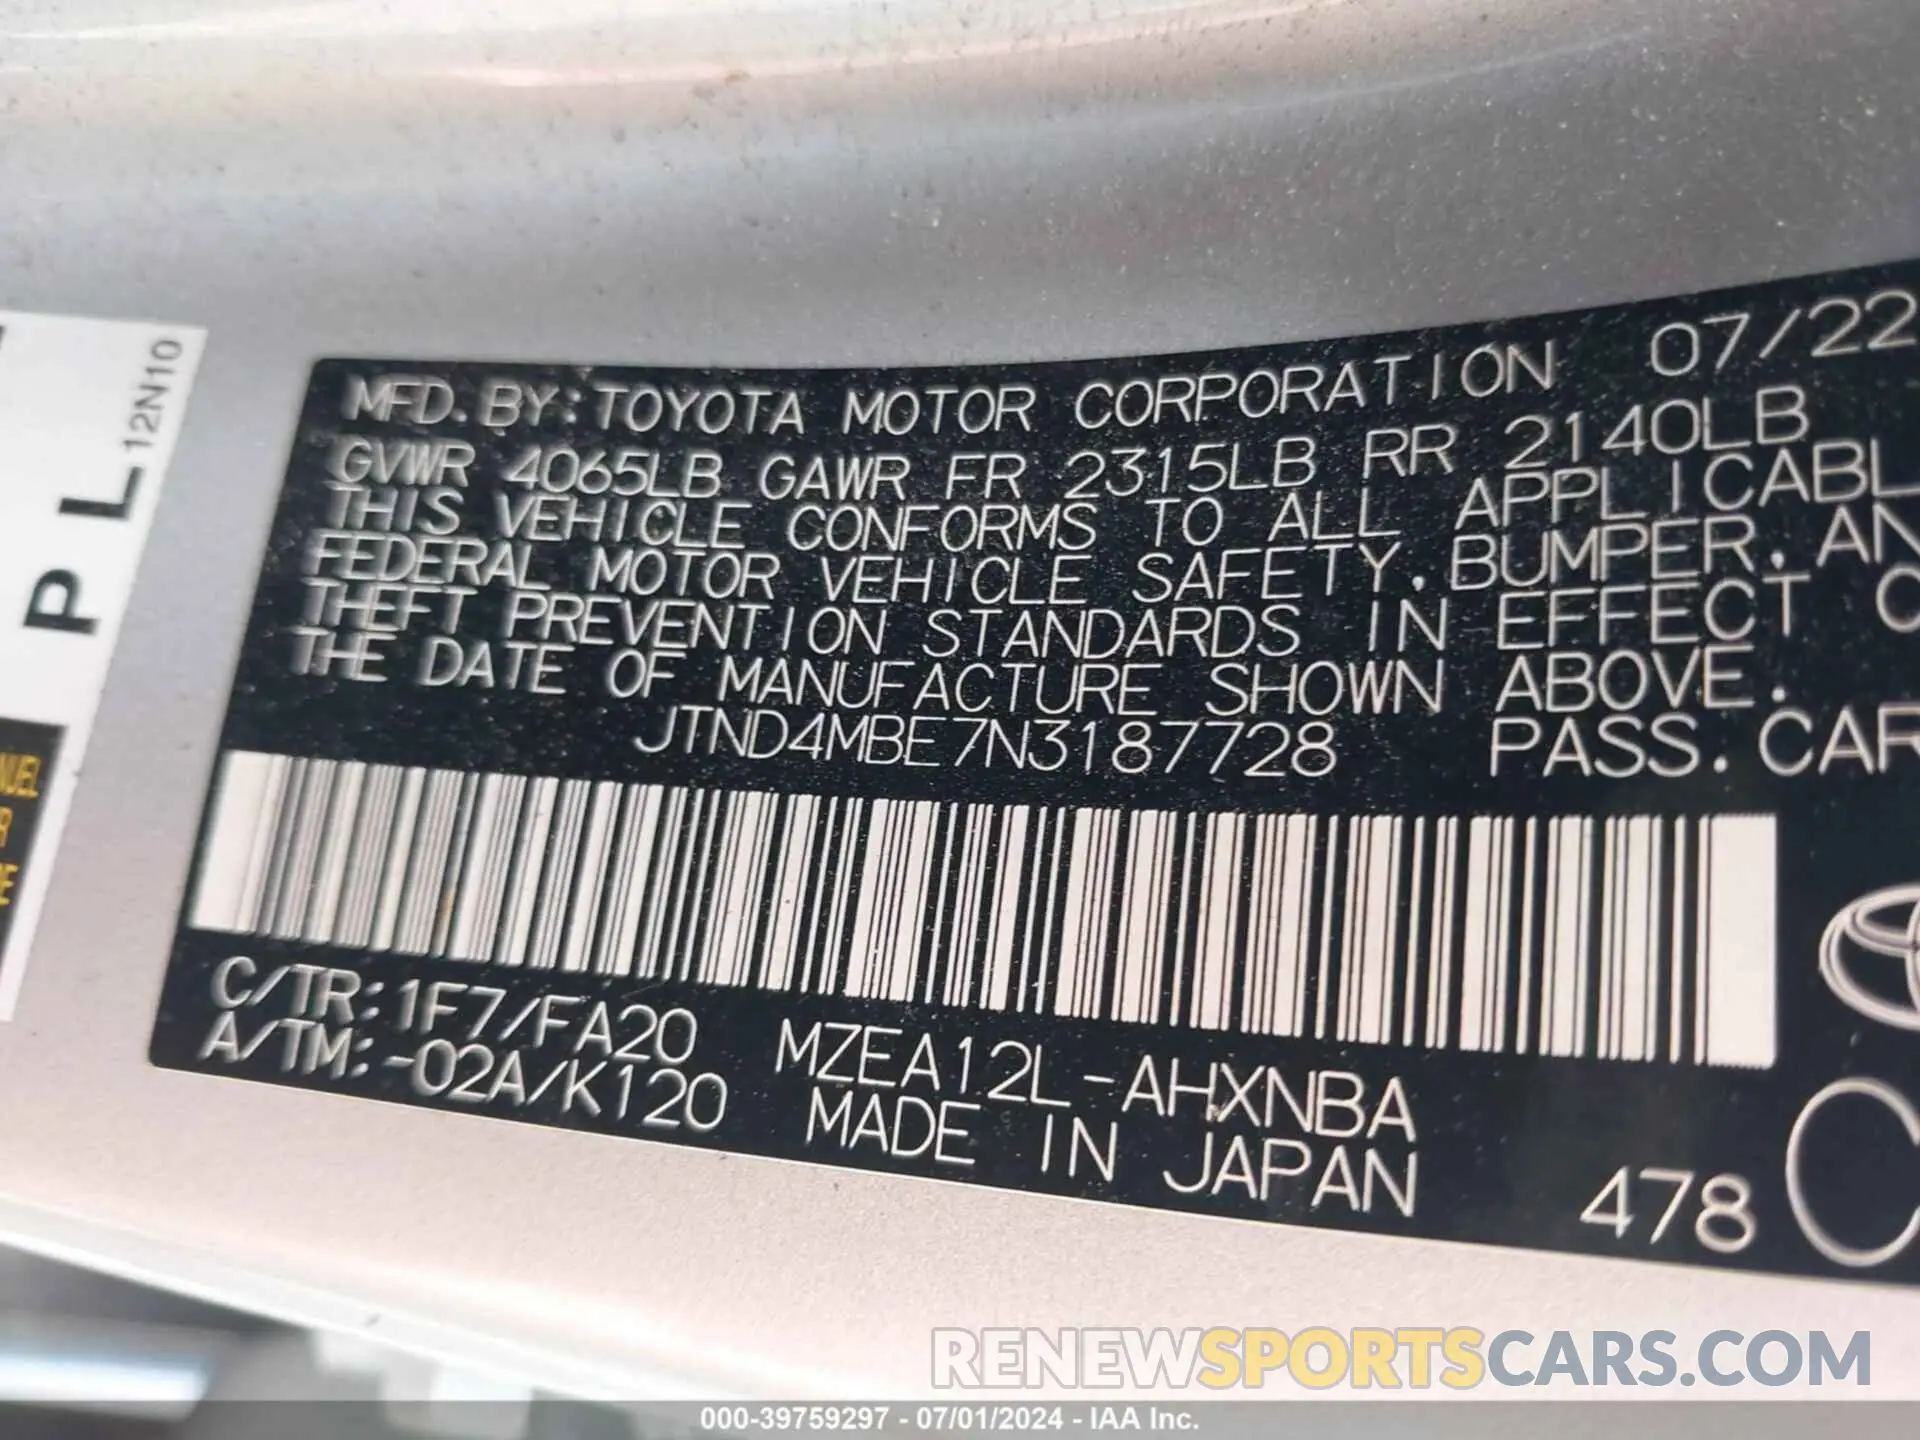 MFD. BY: TOYOTA MOTOR CORPORATION 07/22
GVWR 4065LB GAWR FR 2315LB RR 2140LB
THIS VEHICLE CONFORMS TO ALL APPLICABL
FEDERAL MOTOR VEHICLE SAFETY, BUMPER, AN
THEFT PREVENTION STANDARDS IN EFFECT
THE DATE OF MANUFACTURE SHOWN ABOVE.
JTND4MBE7N3187728 PASS. CAR
C/TR: 1F7/FA20 MZEA12L-AHXNBA
A/TM: -02A/K120 MADE IN JAPAN
478
P L
12N10
NUEL
R
RENEWSPORTSCARS.COM
000-39759297 - 07/01/2024 - IAA Inc.